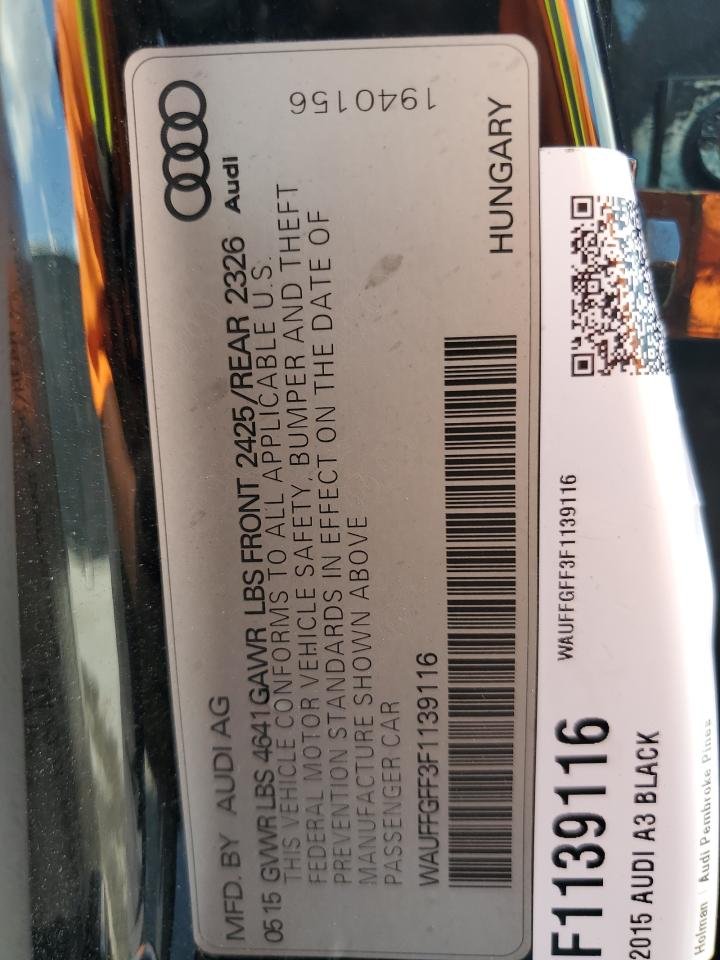 MFD. BY AUDI AG
0515 GVWR LBS 4641 GAWR LBS FRONT 2425/REAR 2326
Audi
THIS VEHICLE CONFORMS TO ALL APPLICABLE U.S.
FEDERAL MOTOR VEHICLE SAFETY, BUMPER AND THEFT
PREVENTION STANDARDS IN EFFECT ON THE DATE OF
MANUFACTURE SHOWN ABOVE
PASSENGER CAR
1940156
WAUFFGFF3F1139116
HUNGARY
WAUFFGFF3F1139116
F1139116
2015 AUDI A3 BLACK
Holman | Audi Pembroke Pines